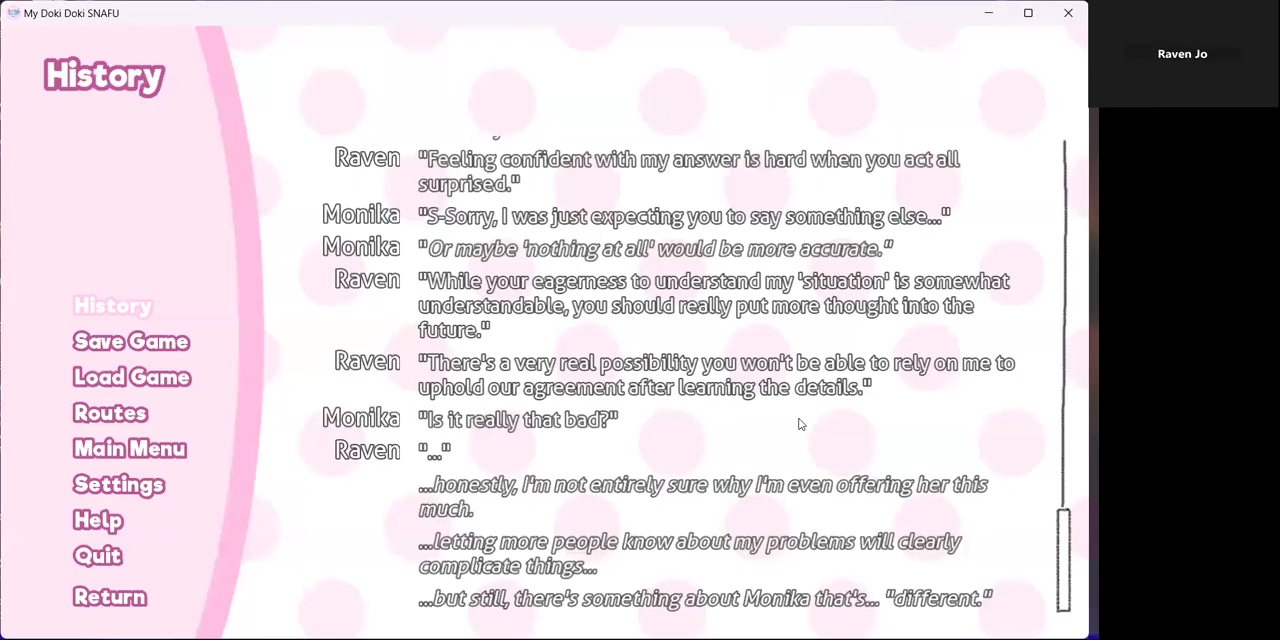 My Doki Doki SNAFU
Raven Jo
History
Raven "Feeling confident with my answer is hard when you act all
surprised."
Monika "S-Sorry, I was just expecting you to say something else..."
Monika "Or maybe 'nothing at all' would be more accurate."
Raven "While your eagerness to understand my 'situation' is somewhat
understandable, you should really put more thought into the
future."
Raven "There's a very real possibility you won't be able to rely on me to
uphold our agreement after learning the details."
Monika "Is it really that bad?"
Raven "..."
...honestly, I'm not entirely sure why I'm even offering her this
much.
...letting more people know about my problems will clearly
complicate things...
...but still, there's something about Monika that's... "different."
History
Save Game
Load Game
Routes
Main Menu
Settings
Help
Quit
Return